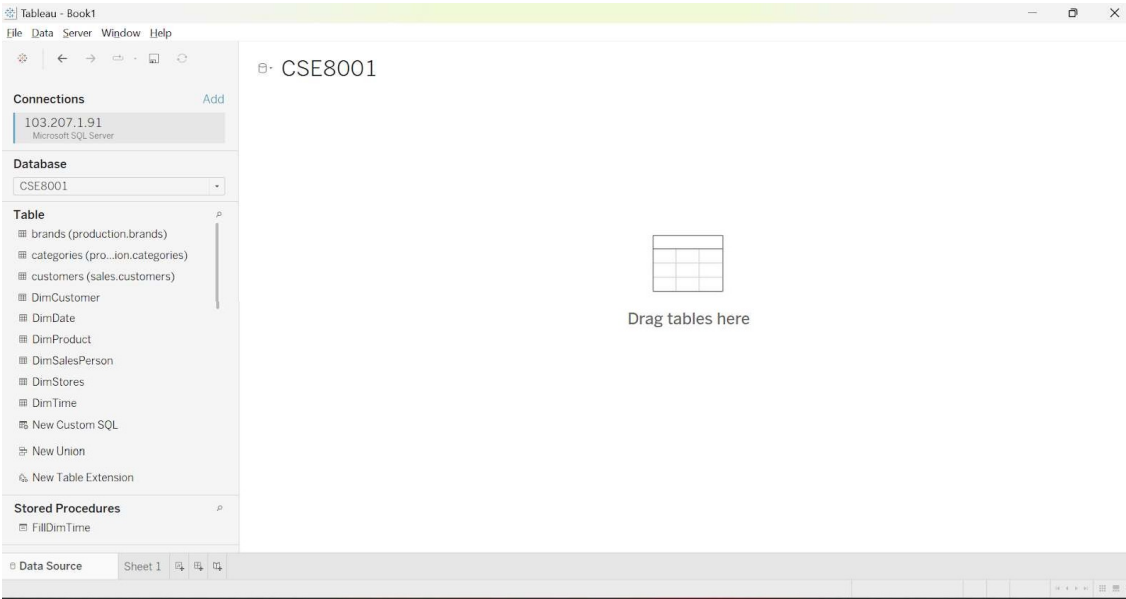 Tableau - Book1
File Data Server Window Help
CSE8001
Connections Add
103.207.1.91
Microsoft SQL Server
Database
CSE8001
Table
brands (production.brands)
categories (pro...ion.categories)
customers (sales.customers)
DimCustomer
DimDate
DimProduct
DimSalesPerson
DimStores
DimTime
New Custom SQL
New Union
New Table Extension
Stored Procedures
FillDimTime
Drag tables here
Data Source Sheet 1